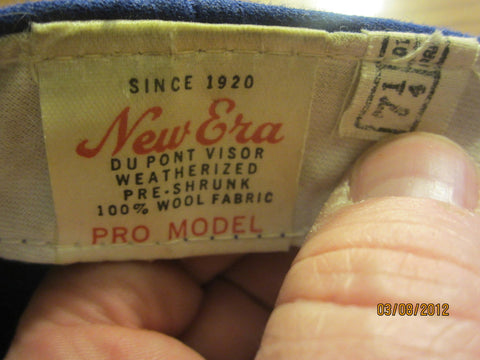 SINCE 1920
New Era
DU PONT VISOR
WEATHERIZED
PRE-SHRUNK
100% WOOL FABRIC
PRO MODEL
7 1/4
03/08/2012